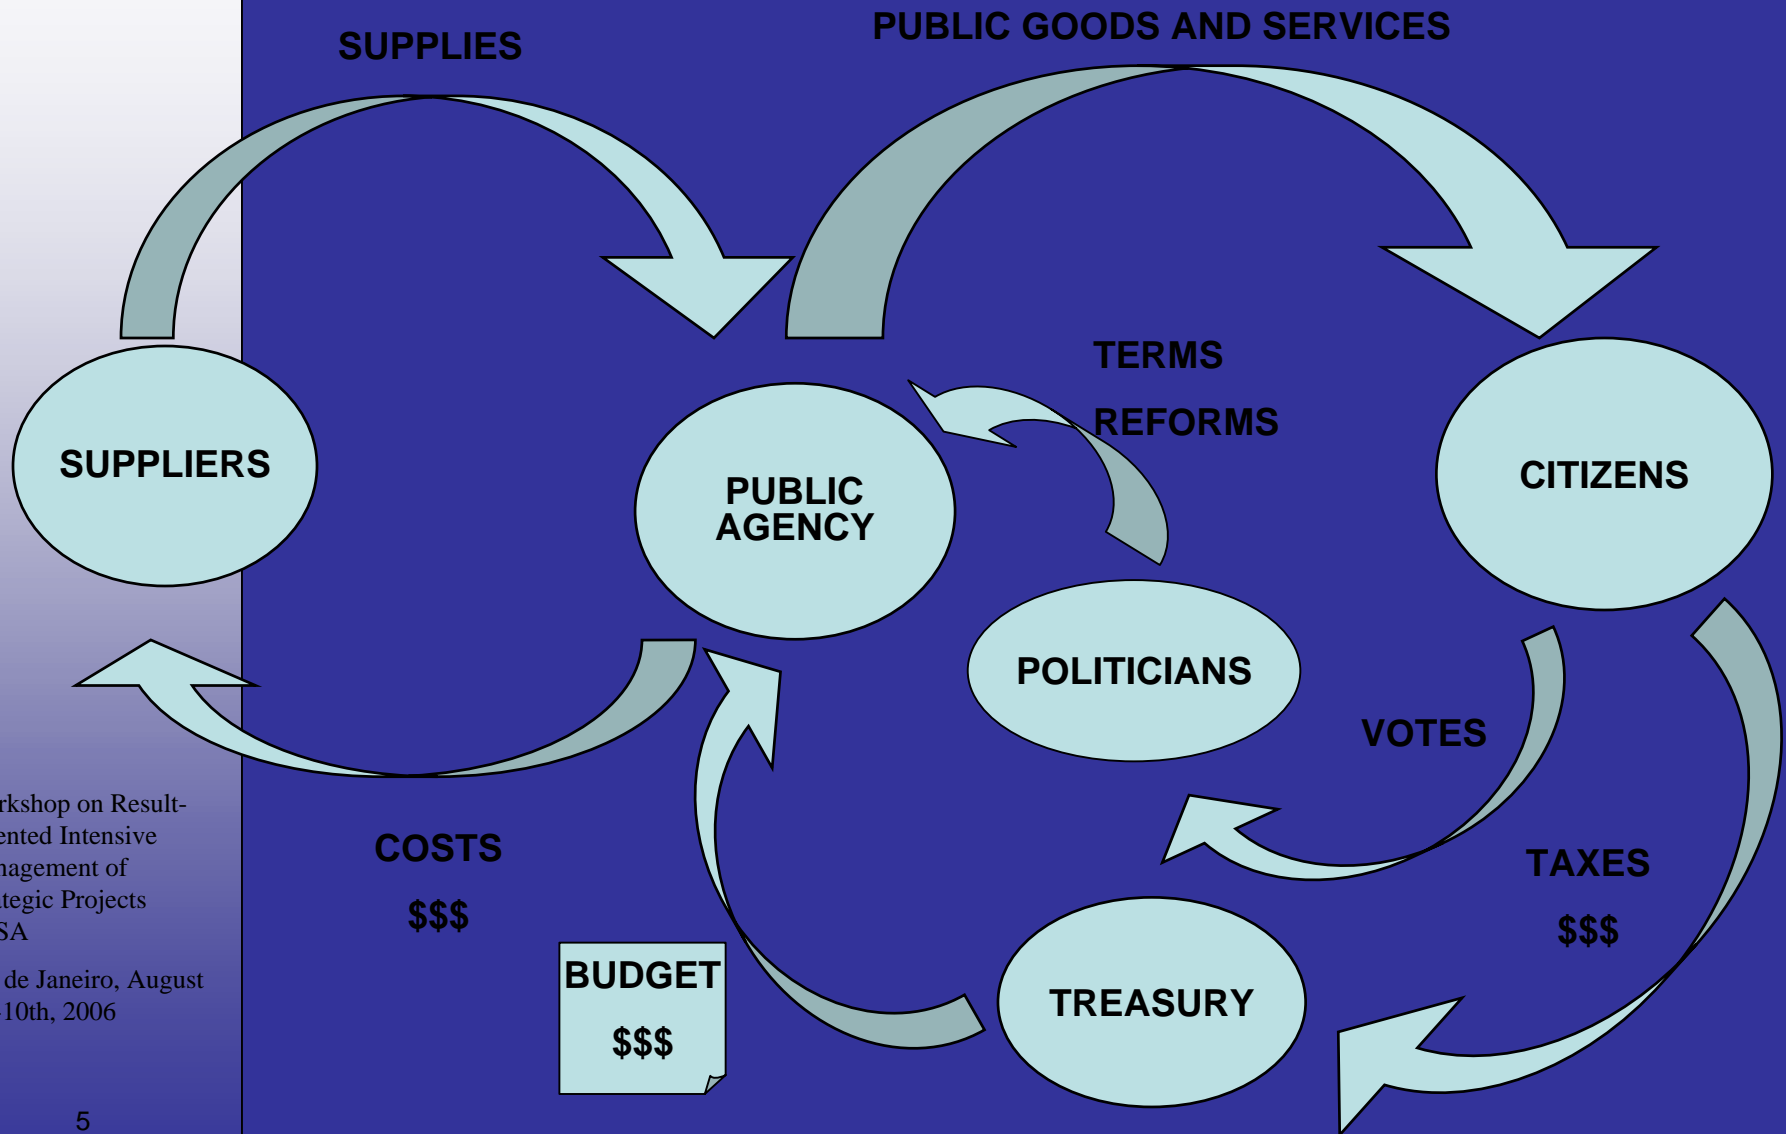 SUPPLIES
PUBLIC GOODS AND SERVICES
TERMS
REFORMS
SUPPLIERS
PUBLIC
AGENCY
CITIZENS
POLITICIANS
VOTES
COSTS
$$$
TAXES
$$$
BUDGET
$$$
TREASURY
rkshop on Result-
ented Intensive
nagement of
ategic Projects
SA
de Janeiro, August
10th, 2006
5